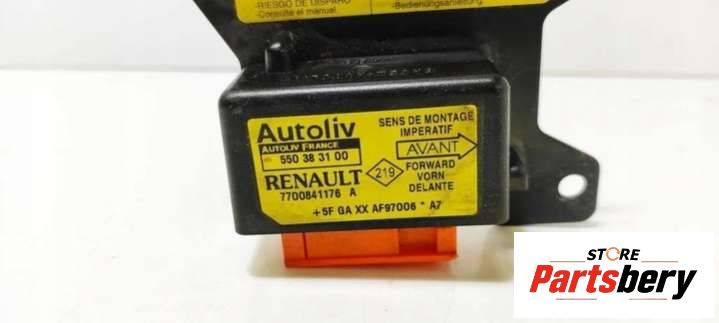 -RIESGO DE DISPARO
-Consulte el manual.
-Bedienungsanleitung.
Autoliv
AUTOLIV FRANCE
550 38 31 00
RENAULT
7700841176 A
SENS DE MONTAGE
IMPERATIF
AVANT
219
FORWARD
VORN
DELANTE
+5F GA XX AF97006 * A7
STORE
Partsbery